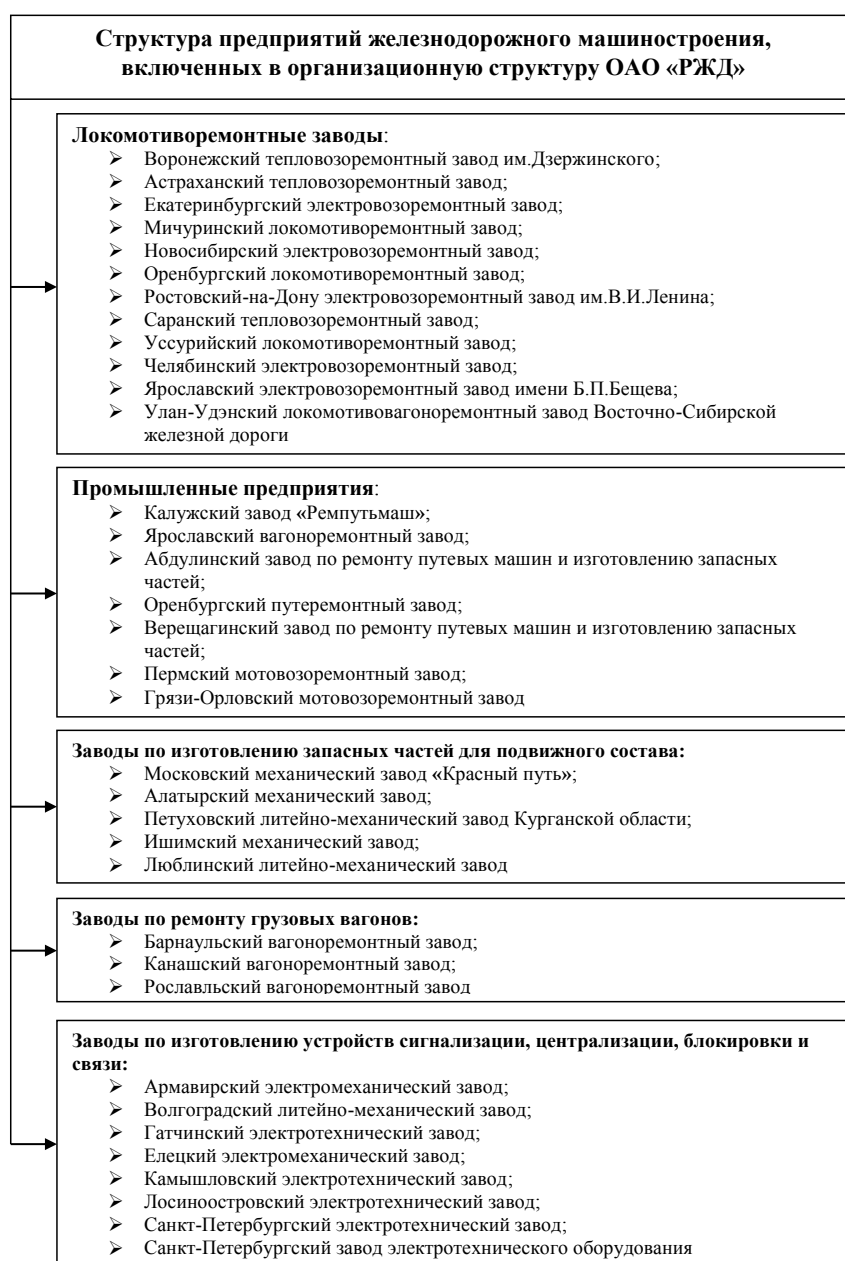 Структура предприятий железнодорожного машиностроения,
включенных в организационную структуру ОАО «РЖД»
Локомотиворемонтные заводы:
➢ Воронежский тепловозоремонтный завод им.Дзержинского;
➢ Астраханский тепловозоремонтный завод;
➢ Екатеринбургский электровозоремонтный завод;
➢ Мичуринский локомотиворемонтный завод;
➢ Новосибирский электровозоремонтный завод;
➢ Оренбургский локомотиворемонтный завод;
➢ Ростовский-на-Дону электровозоремонтный завод им.В.И.Ленина;
➢ Саранский тепловозоремонтный завод;
➢ Уссурийский локомотиворемонтный завод;
➢ Челябинский электровозоремонтный завод;
➢ Ярославский электровозоремонтный завод имени Б.П.Бещева;
➢ Улан-Удэнский локомотивовагоноремонтный завод Восточно-Сибирской
железной дороги
Промышленные предприятия:
➢ Калужский завод «Ремпутьмаш»;
➢ Ярославский вагоноремонтный завод;
➢ Абдулинский завод по ремонту путевых машин и изготовлению запасных
частей;
➢ Оренбургский путеремонтный завод;
➢ Верещагинский завод по ремонту путевых машин и изготовлению запасных
частей;
➢ Пермский мотовозоремонтный завод;
➢ Грязи-Орловский мотовозоремонтный завод
Заводы по изготовлению запасных частей для подвижного состава:
➢ Московский механический завод «Красный путь»;
➢ Алатырский механический завод;
➢ Петуховский литейно-механический завод Курганской области;
➢ Ишимский механический завод;
➢ Люблинский литейно-механический завод
Заводы по ремонту грузовых вагонов:
➢ Барнаульский вагоноремонтный завод;
➢ Канашский вагоноремонтный завод;
➢ Рославльский вагоноремонтный завод
Заводы по изготовлению устройств сигнализации, централизации, блокировки и
связи:
➢ Армавирский электромеханический завод;
➢ Волгоградский литейно-механический завод;
➢ Гатчинский электротехнический завод;
➢ Елецкий электромеханический завод;
➢ Камышловский электротехнический завод;
➢ Лосиноостровский электротехнический завод;
➢ Санкт-Петербургский электротехнический завод;
➢ Санкт-Петербургский завод электротехнического оборудования